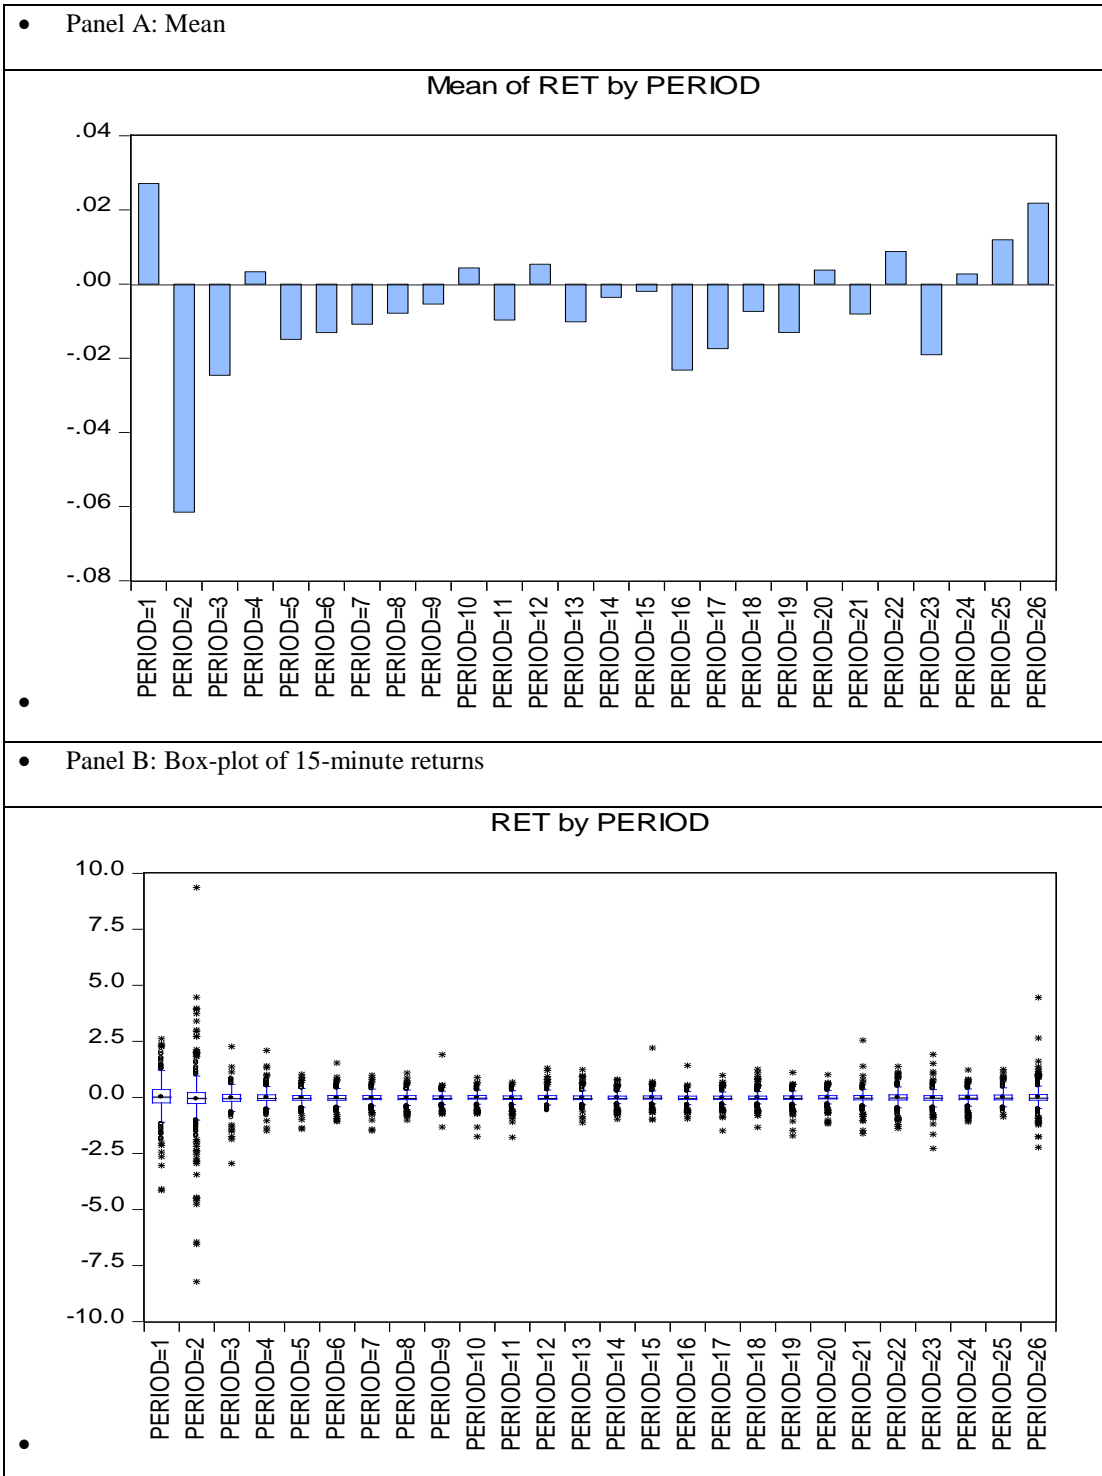 • Panel A: Mean
Mean of RET by PERIOD
.04
.02
.00
-.02
-.04
-.06
-.08
PERIOD=1
PERIOD=2
PERIOD=3
PERIOD=4
PERIOD=5
PERIOD=6
PERIOD=7
PERIOD=8
PERIOD=9
PERIOD=10
PERIOD=11
PERIOD=12
PERIOD=13
PERIOD=14
PERIOD=15
PERIOD=16
PERIOD=17
PERIOD=18
PERIOD=19
PERIOD=20
PERIOD=21
PERIOD=22
PERIOD=23
PERIOD=24
PERIOD=25
PERIOD=26
•
• Panel B: Box-plot of 15-minute returns
RET by PERIOD
10.0
7.5
5.0
2.5
0.0
-2.5
-5.0
-7.5
-10.0
PERIOD=1
PERIOD=2
PERIOD=3
PERIOD=4
PERIOD=5
PERIOD=6
PERIOD=7
PERIOD=8
PERIOD=9
PERIOD=10
PERIOD=11
PERIOD=12
PERIOD=13
PERIOD=14
PERIOD=15
PERIOD=16
PERIOD=17
PERIOD=18
PERIOD=19
PERIOD=20
PERIOD=21
PERIOD=22
PERIOD=23
PERIOD=24
PERIOD=25
PERIOD=26
•